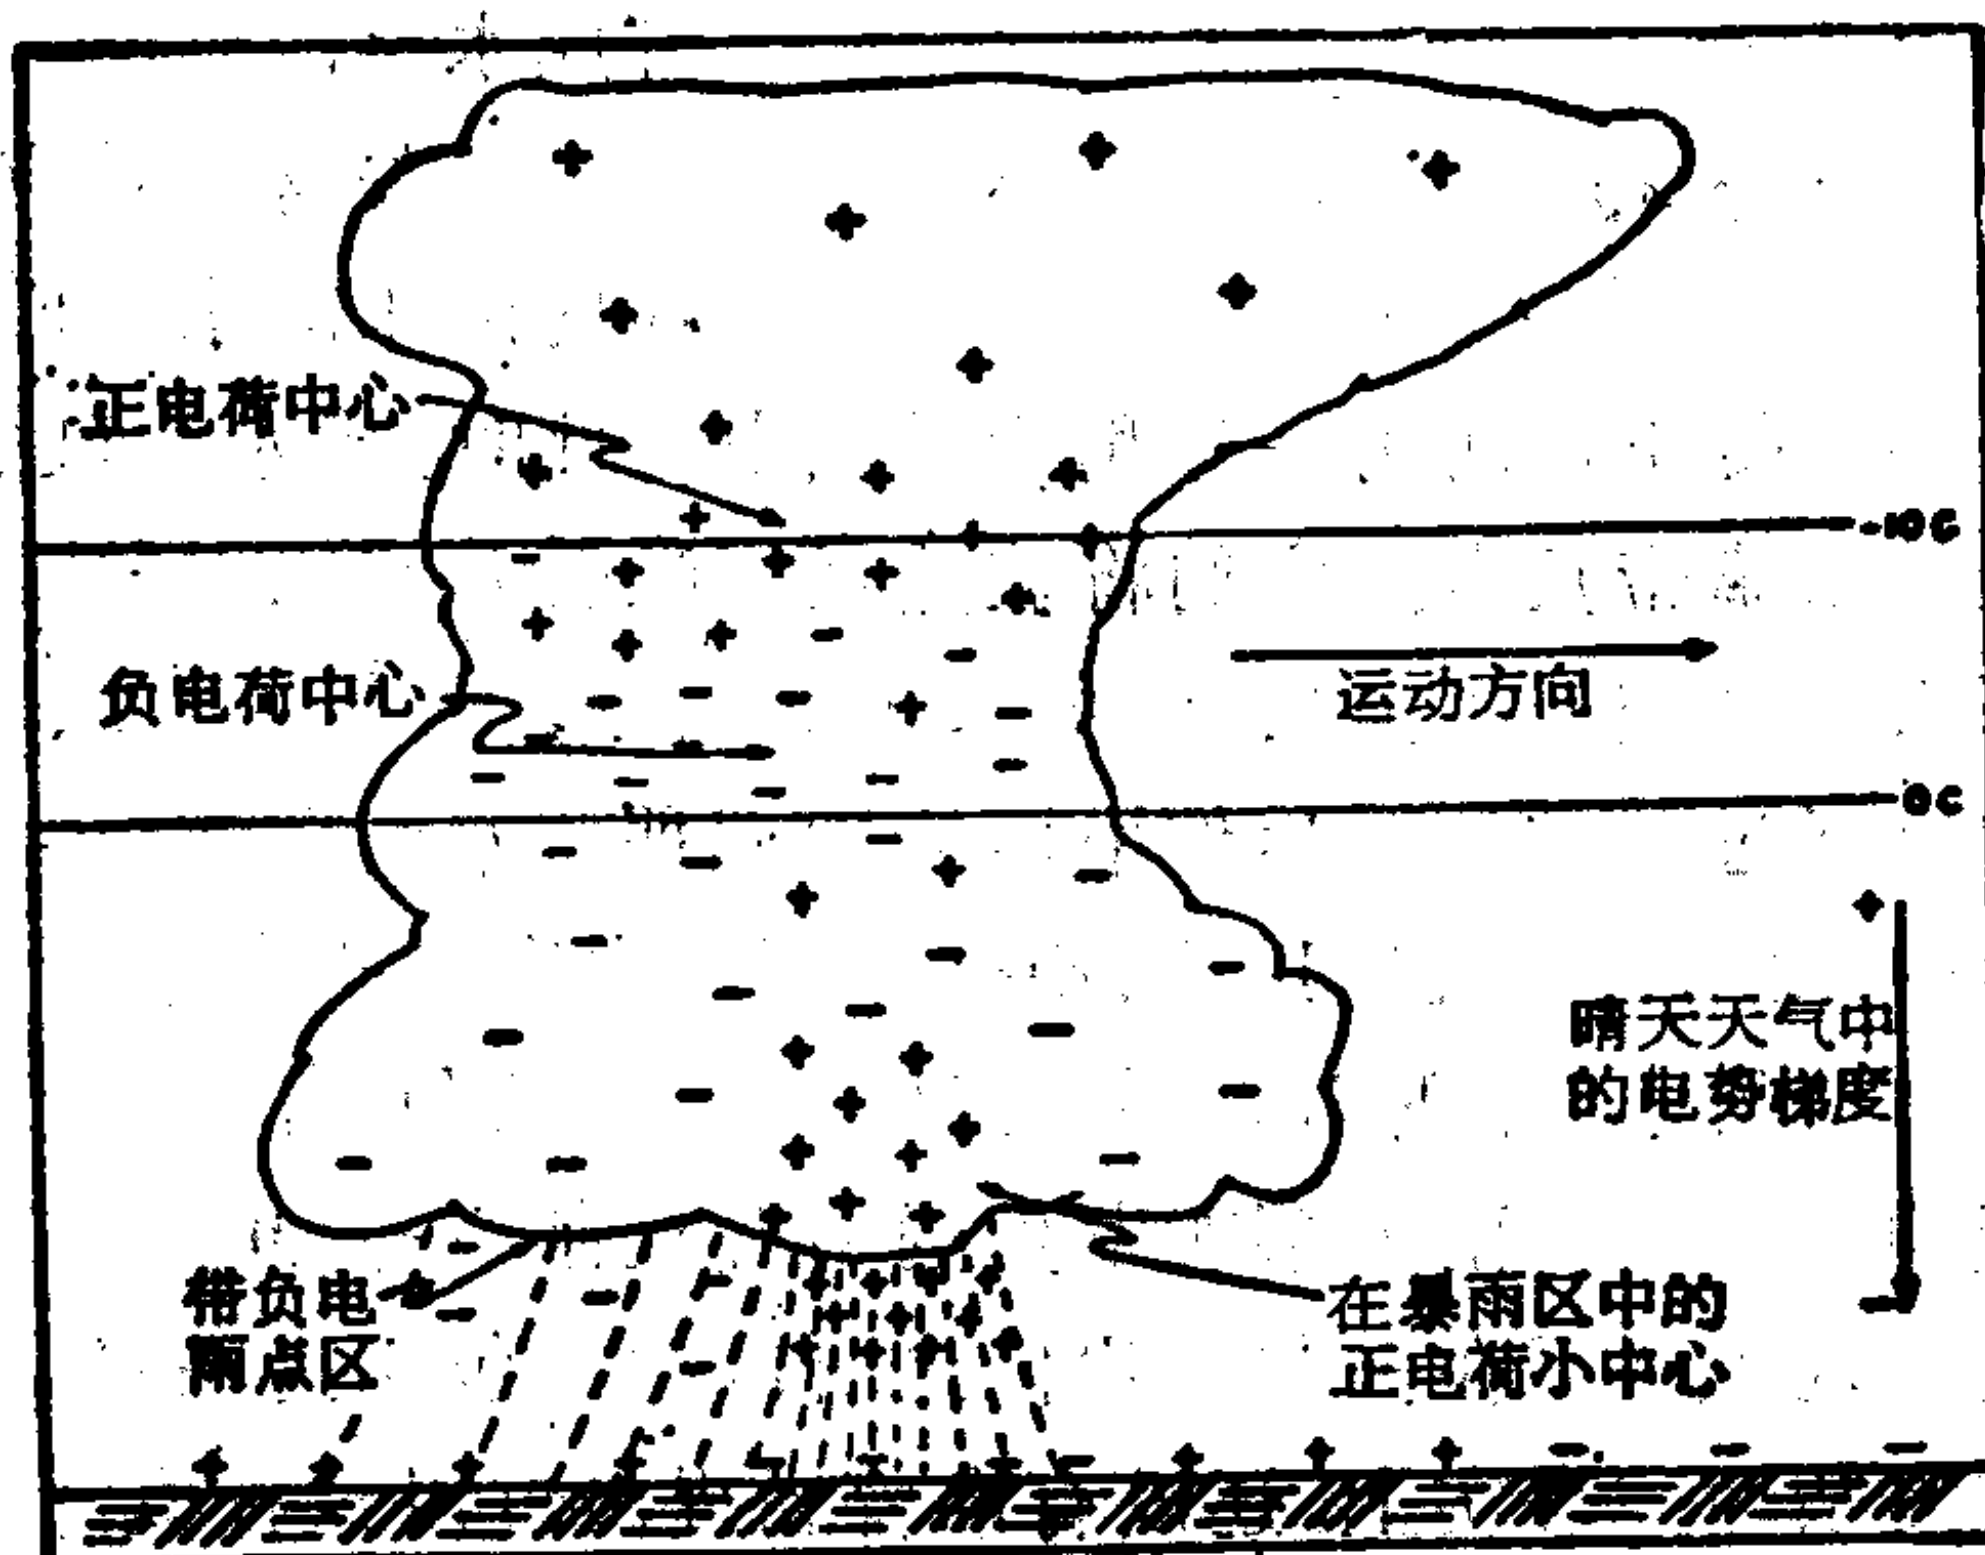 正电荷中心
-10C
负电荷中心
运动方向
0C
晴天天气中
的电势梯度
带负电
雨点区
在暴雨区中的
正电荷小中心